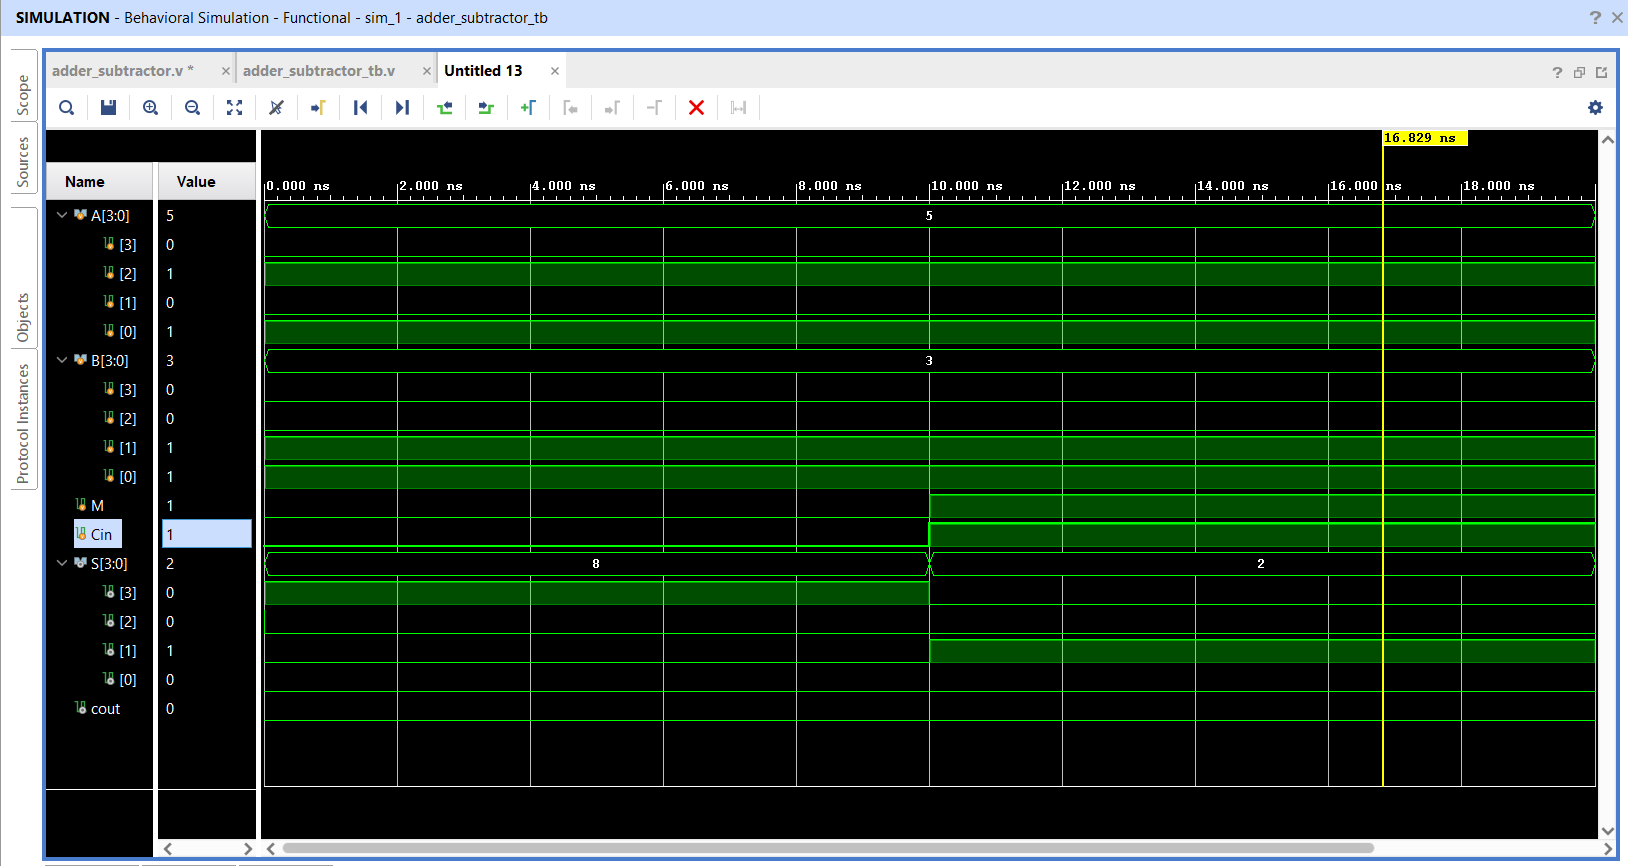 SIMULATION - Behavioral Simulation - Functional - sim_1 - adder_subtractor_tb
adder_subtractor.v *
adder_subtractor_tb.v
Untitled 13
Scope
Sources
Objects
Protocol Instances
16.829 ns
Name Value
0.000 ns 2.000 ns 4.000 ns 6.000 ns 8.000 ns 10.000 ns 12.000 ns 14.000 ns 16.000 ns 18.000 ns
A[3:0] 5 5
[3] 0
[2] 1
[1] 0
[0] 1
B[3:0] 3 3
[3] 0
[2] 0
[1] 1
[0] 1
M 1
Cin 1
S[3:0] 2 8 2
[3] 0
[2] 0
[1] 1
[0] 0
cout 0